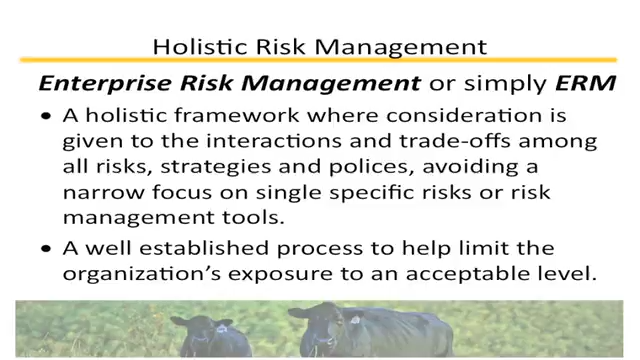 Holistic Risk Management
Enterprise Risk Management or simply ERM
• A holistic framework where consideration is
given to the interactions and trade-offs among
all risks, strategies and polices, avoiding a
narrow focus on single specific risks or risk
management tools.
• A well established process to help limit the
organization's exposure to an acceptable level.